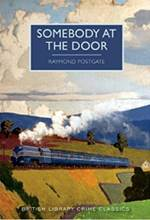 SOMEBODY AT
THE DOOR
RAYMOND POSTGATE
BRITISH LIBRARY CRIME CLASSICS